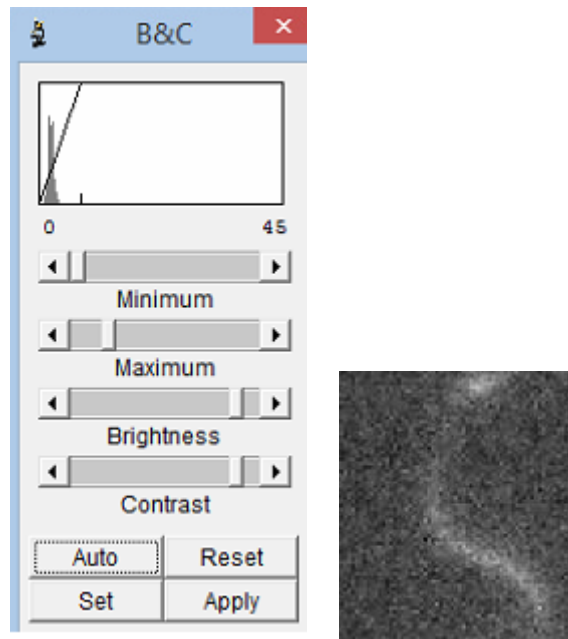 B&C
0 45
Minimum
Maximum
Brightness
Contrast
Auto Reset
Set Apply